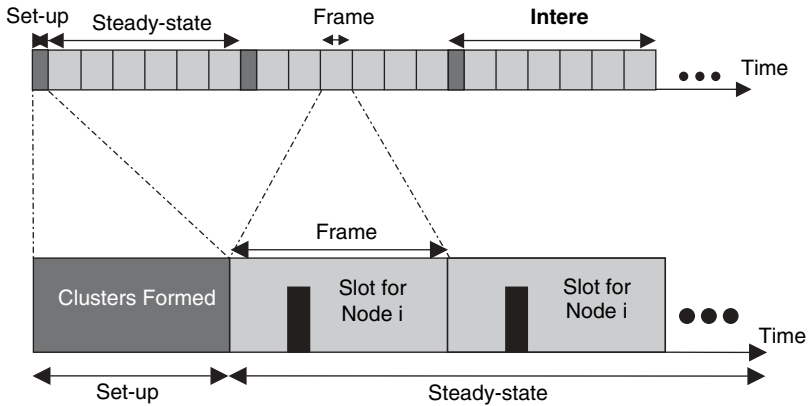 Set-up
Steady-state
Frame
Intere
Time
Frame
Clusters Formed
Slot for
Node i
Slot for
Node i
Time
Set-up
Steady-state